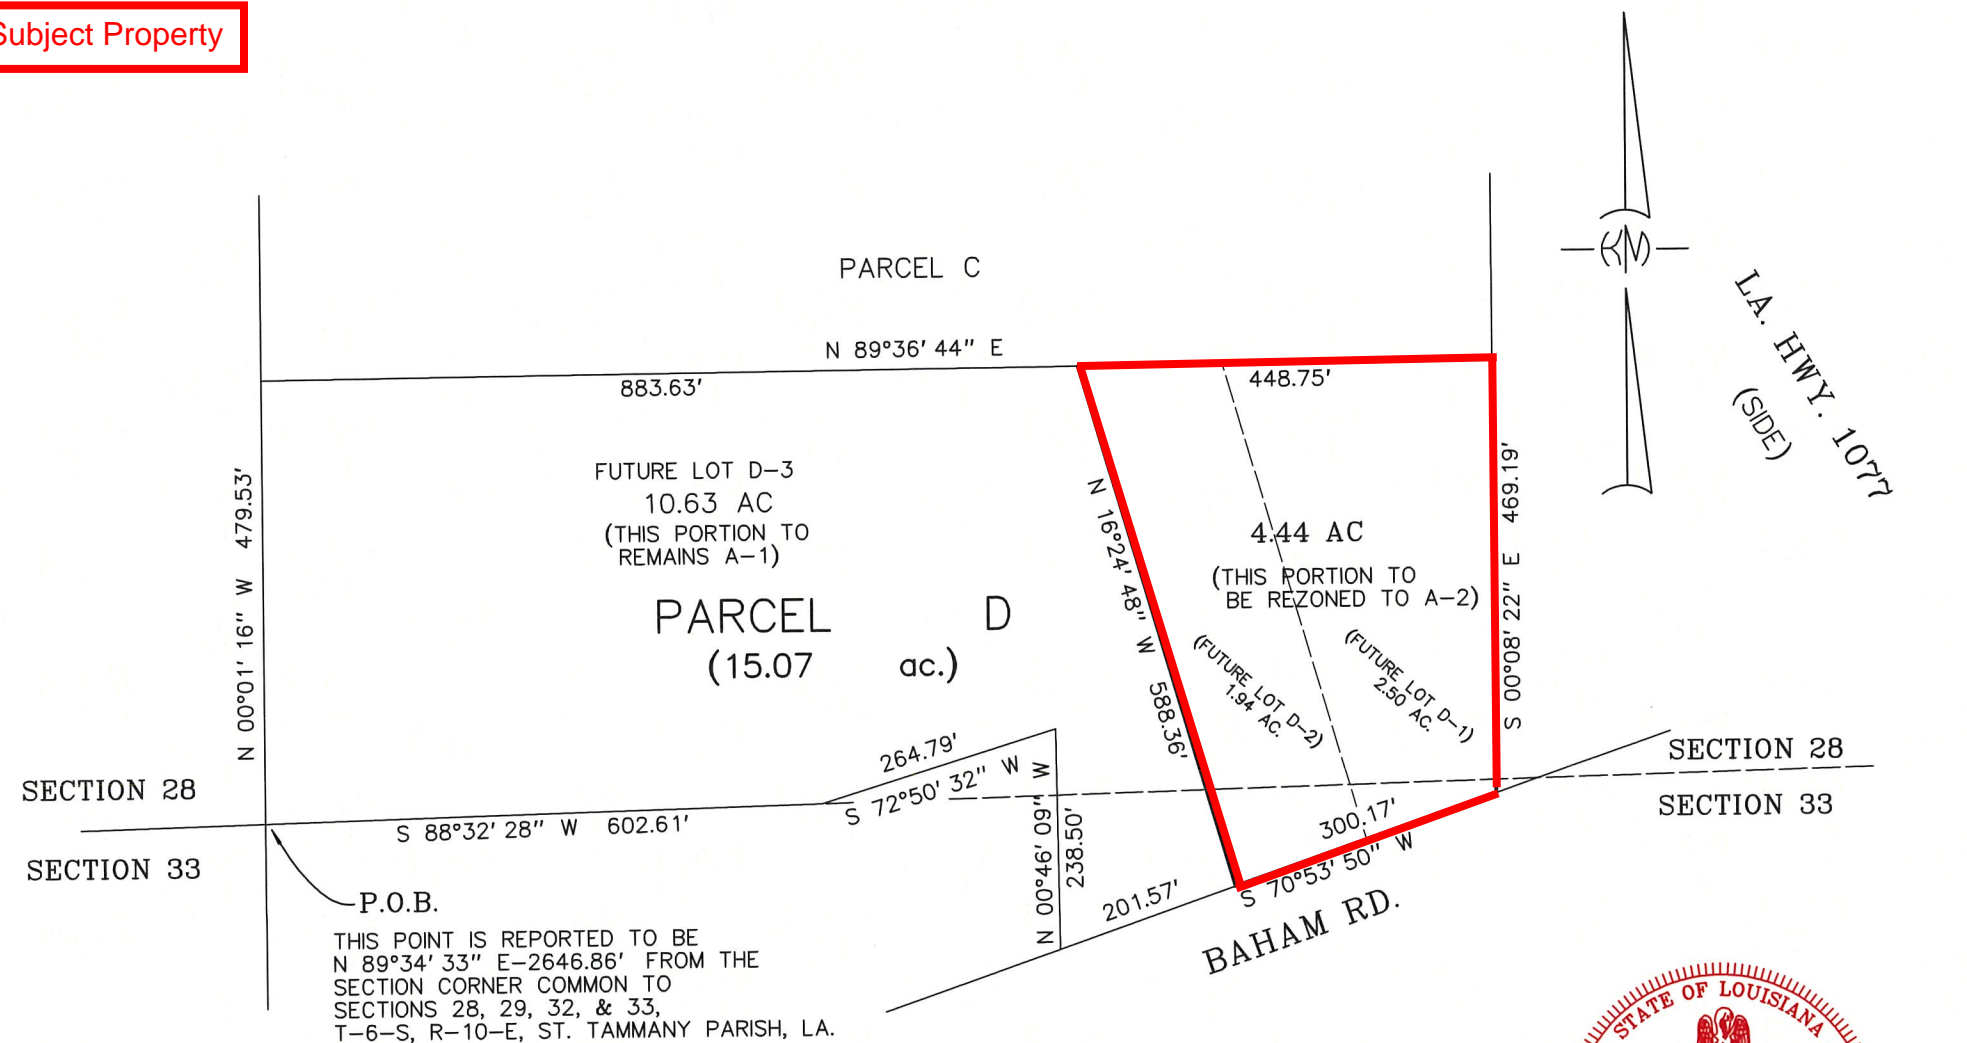 Subject Property
PARCEL C
N 89°36'44" E
883.63'
448.75'
LA. HWY. 1077
(SIDE)
KM
N 00°01'16" W 479.53'
FUTURE LOT D-3
10.63 AC
(THIS PORTION TO
REMAINS A-1)
PARCEL D
(15.07 ac.)
N 16°24'48" W 588.36'
4.44 AC
(THIS PORTION TO
BE REZONED TO A-2)
(FUTURE LOT D-2)
1.94 AC.
(FUTURE LOT D-1)
2.50 AC.
S 00°08'22" E 469.19'
SECTION 28
SECTION 33
S 88°32'28" W 602.61'
264.79'
S 72°50'32" W
N 00°46'09" W
238.50'
201.57'
300.17'
S 70°53'50" W
BAHAM RD.
SECTION 28
SECTION 33
P.O.B.
THIS POINT IS REPORTED TO BE
N 89°34'33" E-2646.86' FROM THE
SECTION CORNER COMMON TO
SECTIONS 28, 29, 32, & 33,
T-6-S, R-10-E, ST. TAMMANY PARISH, LA.
STATE OF LOUISIANA